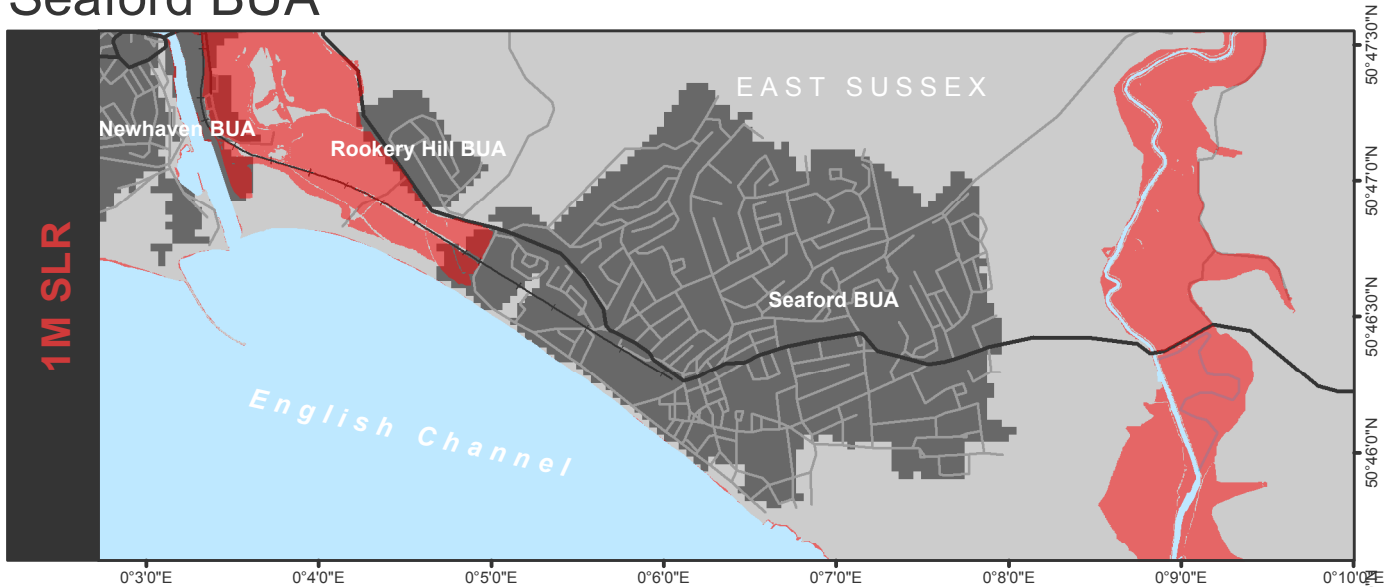 Seaford BUA
1M SLR
EAST SUSSEX
Newhaven BUA
Rookery Hill BUA
Seaford BUA
English Channel
50°47'30"N
50°47'0"N
50°46'30"N
50°46'0"N
0°3'0"E
0°4'0"E
0°5'0"E
0°6'0"E
0°7'0"E
0°8'0"E
0°9'0"E
0°10'0"E